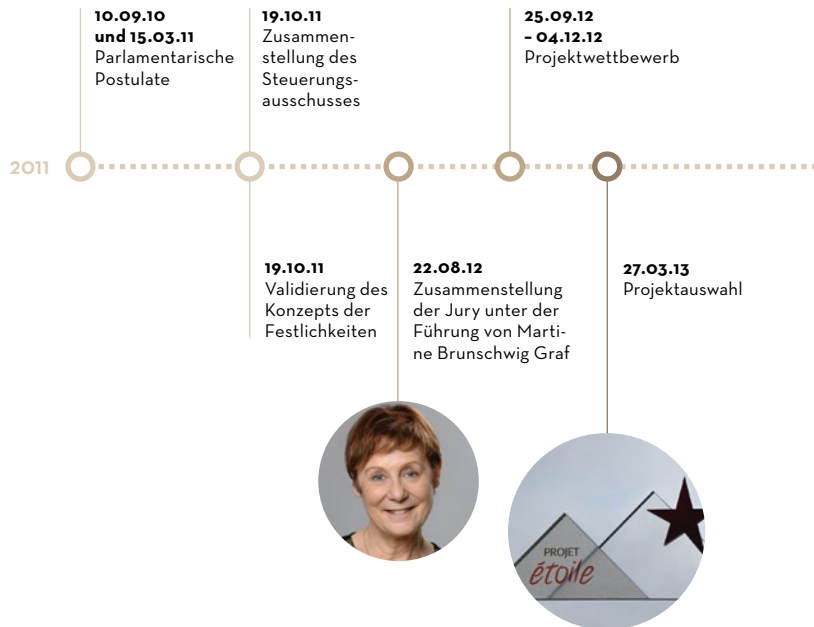 10.09.10
und 15.03.11
Parlamentarische
Postulate
19.10.11
Zusammen-
stellung des
Steuerungs-
ausschusses
25.09.12
– 04.12.12
Projektwettbewerb
2011
19.10.11
Validierung des
Konzepts der
Festlichkeiten
22.08.12
Zusammenstellung
der Jury unter der
Führung von Marti-
ne Brunschwig Graf
27.03.13
Projektauswahl
PROJET
étoile